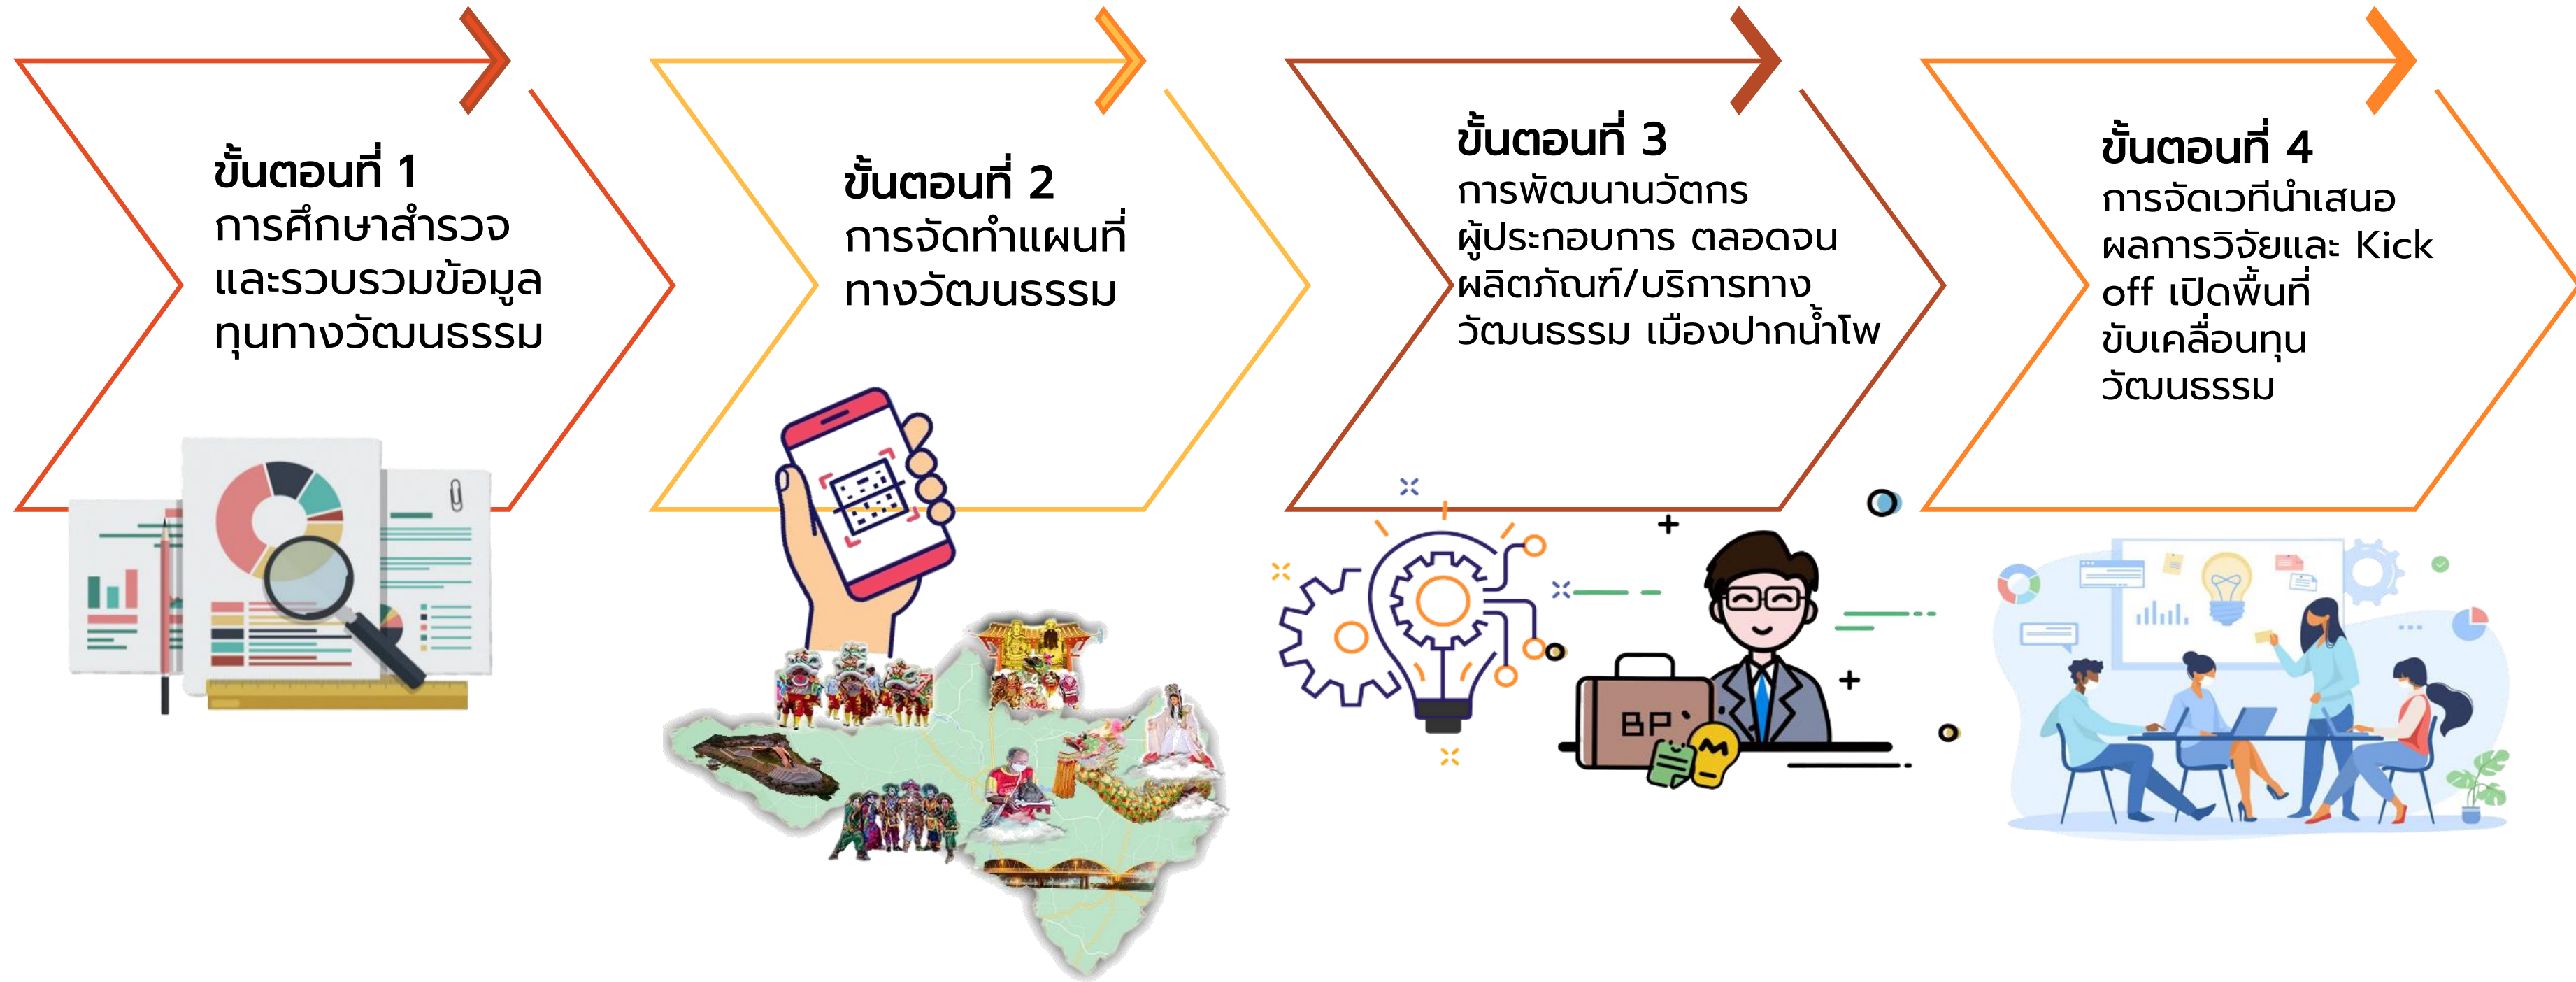 ขั้นตอนที่ 1
การศึกษาสำรวจ
และรวบรวมข้อมูล
ทุนทางวัฒนธรรม
ขั้นตอนที่ 2
การจัดทำแผนที่
ทางวัฒนธรรม
ขั้นตอนที่ 3
การพัฒนานวัตกร
ผู้ประกอบการ ตลอดจน
ผลิตภัณฑ์/บริการทาง
วัฒนธรรม เมืองปากน้ำโพ
ขั้นตอนที่ 4
การจัดเวทีนำเสนอ
ผลการวิจัยและ Kick
off เปิดพื้นที่
ขับเคลื่อนทุน
วัฒนธรรม
BP